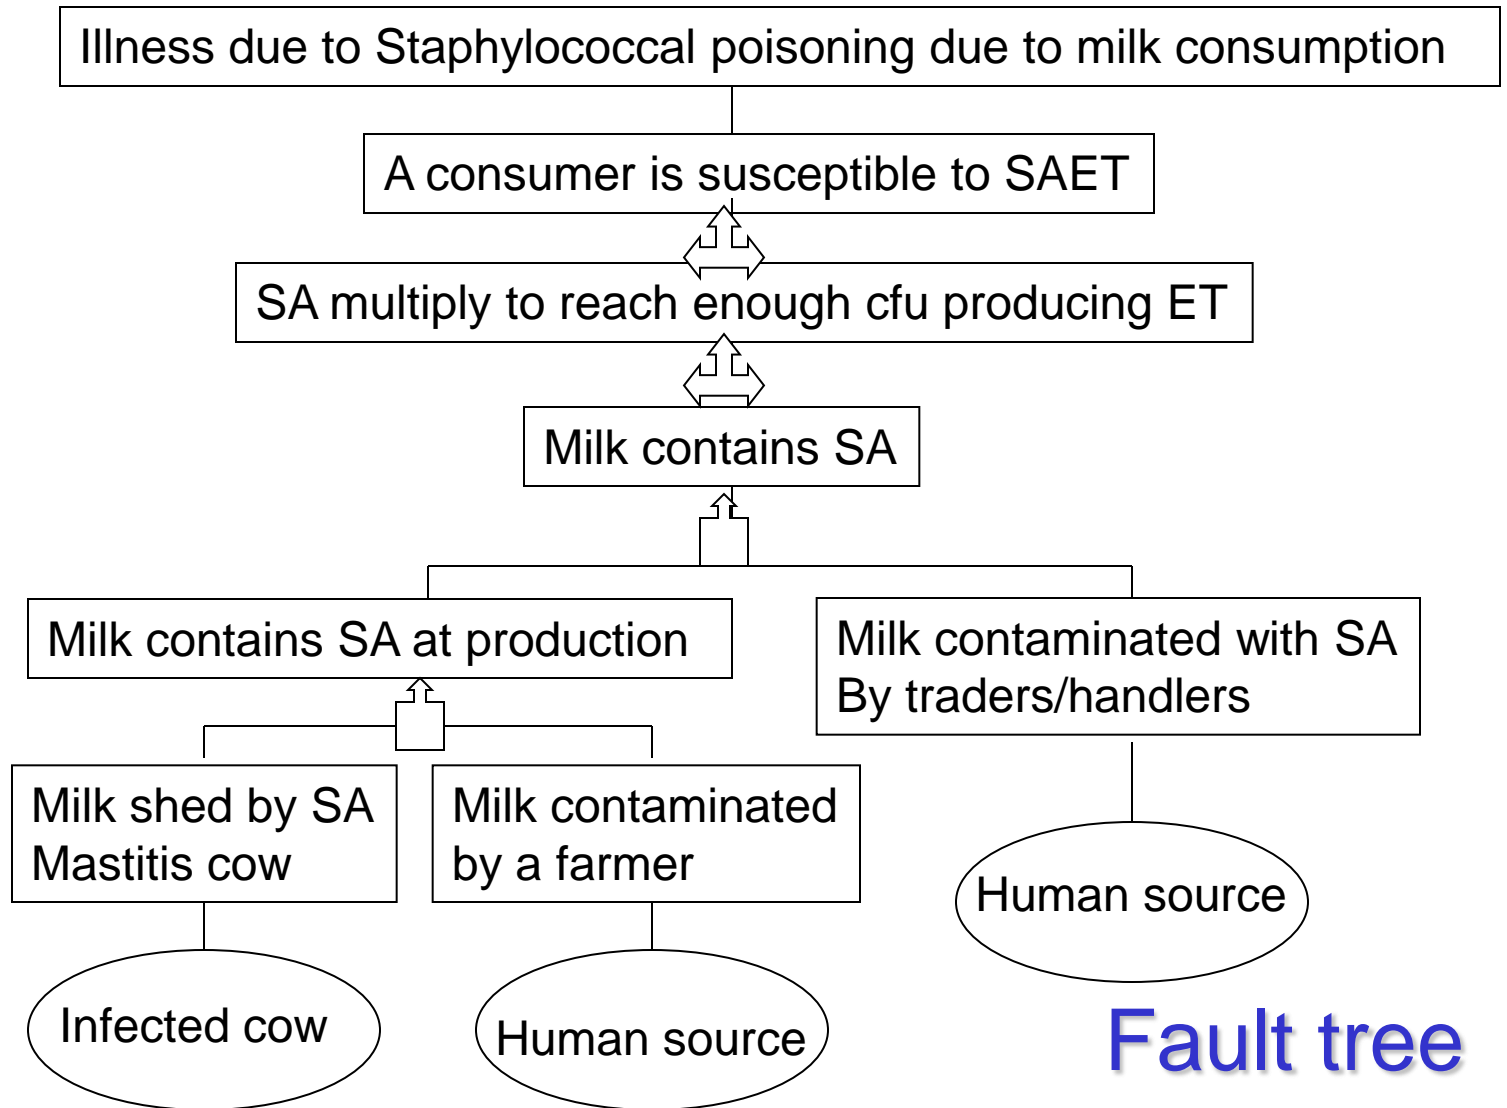 Illness due to Staphylococcal poisoning due to milk consumption
A consumer is susceptible to SAET
SA multiply to reach enough cfu producing ET
Milk contains SA
Milk contains SA at production
Milk contaminated with SA
By traders/handlers
Milk shed by SA
Mastitis cow
Milk contaminated
by a farmer
Human source
Infected cow
Human source
Fault tree